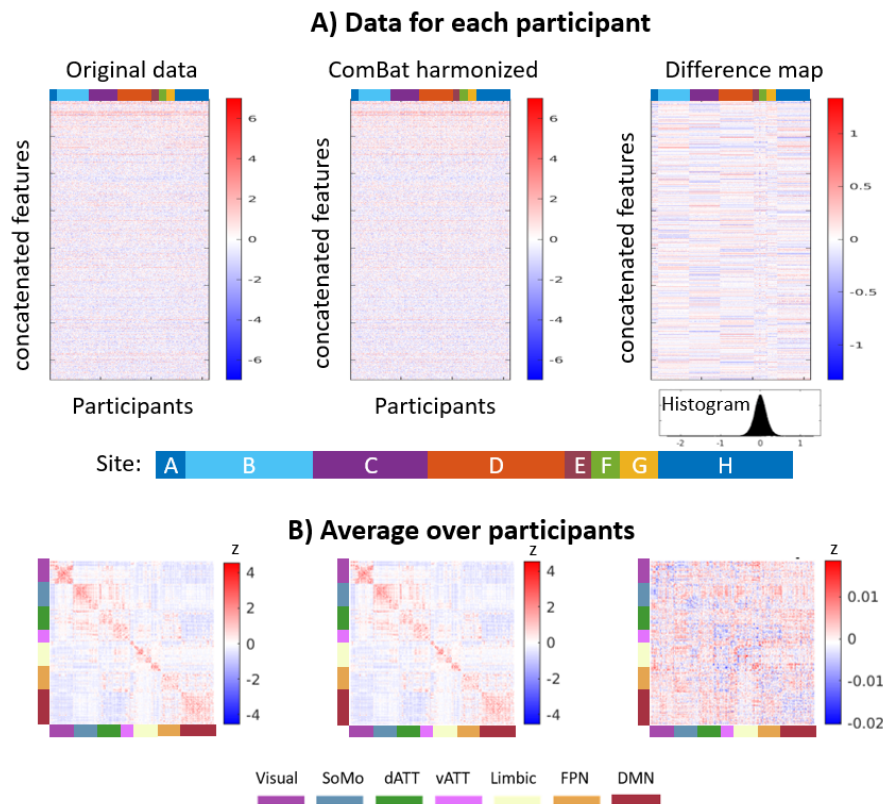 A) Data for each participant
Original data
ComBat harmonized
Difference map
concatenated features
6
4
2
0
-2
-4
-6
concatenated features
6
4
2
0
-2
-4
-6
concatenated features
1
0.5
0
-0.5
-1
Participants
Participants
Histogram
-2 -1 0 1
Site: A B C D E F G H
B) Average over participants
z
4
2
0
-2
-4
z
4
2
0
-2
-4
z
0.01
0
-0.01
-0.02
Visual SoMo dATT vATT Limbic FPN DMN